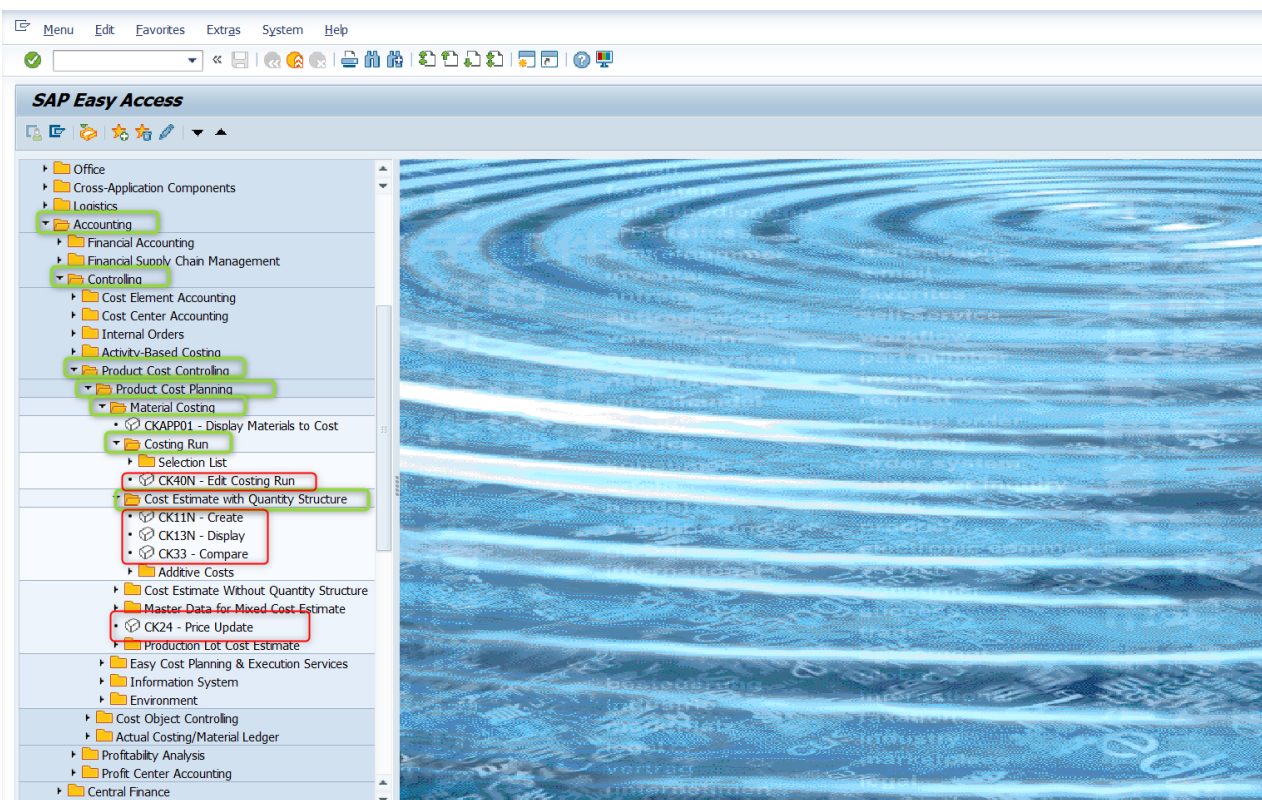 Menu Edit Favorites Extras System Help
SAP Easy Access
Office
Cross-Application Components
Logistics
Accounting
Financial Accounting
Financial Supply Chain Management
Controlling
Cost Element Accounting
Cost Center Accounting
Internal Orders
Activity-Based Costing
Product Cost Controlling
Product Cost Planning
Material Costing
CKAPP01 - Display Materials to Cost
Costing Run
Selection List
CK40N - Edit Costing Run
Cost Estimate with Quantity Structure
CK11N - Create
CK13N - Display
CK33 - Compare
Additive Costs
Cost Estimate Without Quantity Structure
Master Data for Mixed Cost Estimate
CK24 - Price Update
Production Lot Cost Estimate
Easy Cost Planning & Execution Services
Information System
Environment
Cost Object Controlling
Actual Costing/Material Ledger
Profitability Analysis
Profit Center Accounting
Central Finance